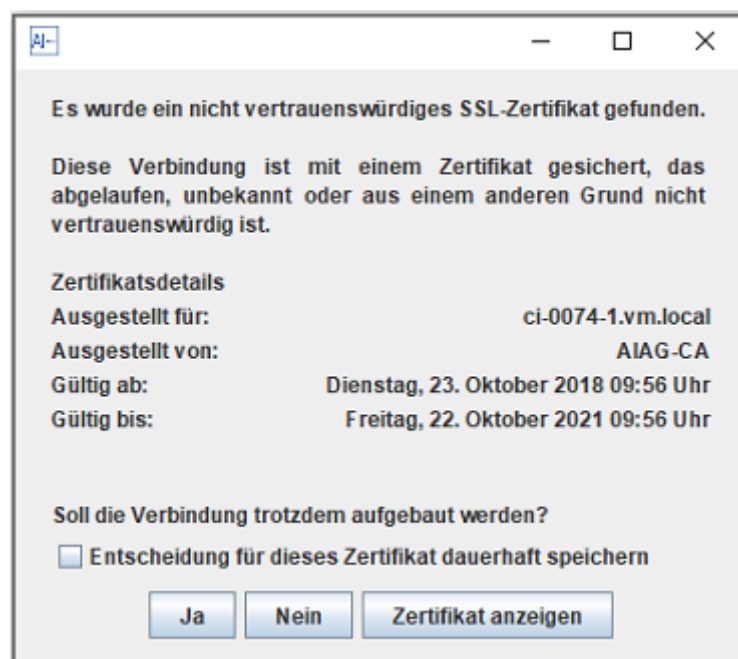 Es wurde ein nicht vertrauenswürdiges SSL-Zertifikat gefunden.
Diese Verbindung ist mit einem Zertifikat gesichert, das
abgelaufen, unbekannt oder aus einem anderen Grund nicht
vertrauenswürdig ist.
Zertifikatsdetails
Ausgestellt für: ci-0074-1.vm.local
Ausgestellt von: AIAG-CA
Gültig ab: Dienstag, 23. Oktober 2018 09:56 Uhr
Gültig bis: Freitag, 22. Oktober 2021 09:56 Uhr
Soll die Verbindung trotzdem aufgebaut werden?
Entscheidung für dieses Zertifikat dauerhaft speichern
Ja Nein Zertifikat anzeigen